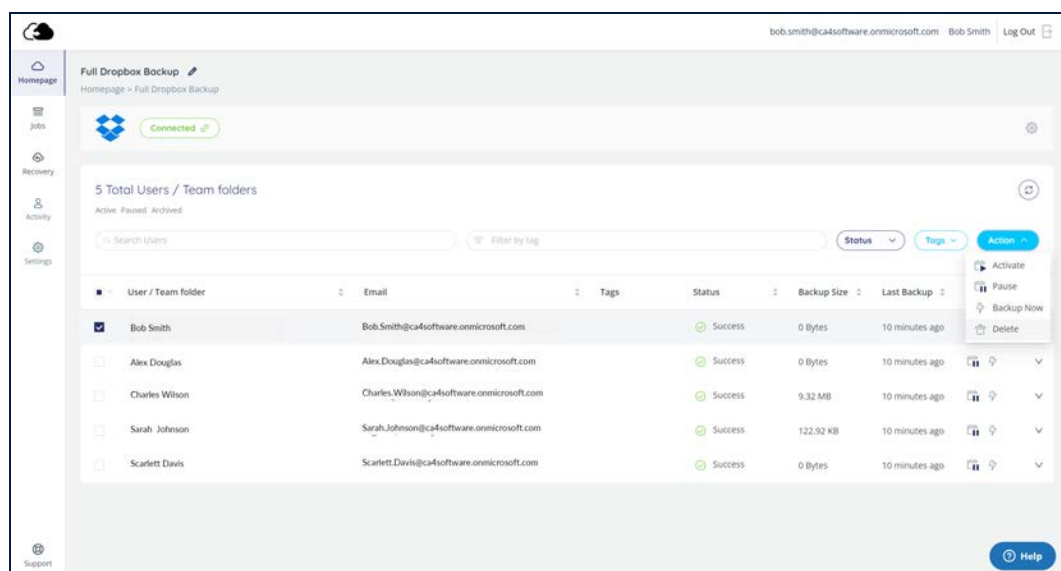 bob.smith@ca4software.onmicrosoft.com Bob Smith Log Out
Homepage
Jobs
Recovery
Activity
Settings
Support
Full Dropbox Backup
Homepage > Full Dropbox Backup
Connected
5 Total Users / Team folders
Active Paused Archived
Search Users Filter by tag Status Tags Action
Activate
Pause
Backup Now
Delete
User / Team folder Email Tags Status Backup Size Last Backup
Bob Smith Bob.Smith@ca4software.onmicrosoft.com Success 0 Bytes 10 minutes ago
Alex Douglas Alex.Douglas@ca4software.onmicrosoft.com Success 0 Bytes 10 minutes ago
Charles Wilson Charles.Wilson@ca4software.onmicrosoft.com Success 9.32 MB 10 minutes ago
Sarah Johnson Sarah.Johnson@ca4software.onmicrosoft.com Success 122.92 KB 10 minutes ago
Scarlett Davis Scarlett.Davis@ca4software.onmicrosoft.com Success 0 Bytes 10 minutes ago
Help